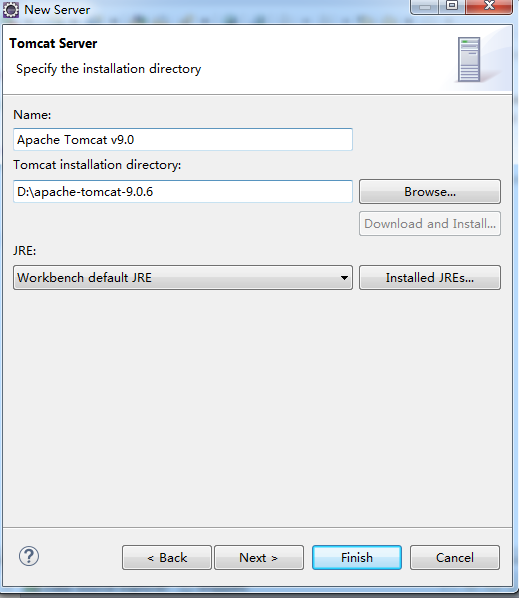 New Server
Tomcat Server
Specify the installation directory
Name:
Apache Tomcat v9.0
Tomcat installation directory:
D:\apache-tomcat-9.0.6
Browse...
Download and Install...
JRE:
Workbench default JRE
Installed JREs...
?
< Back
Next >
Finish
Cancel